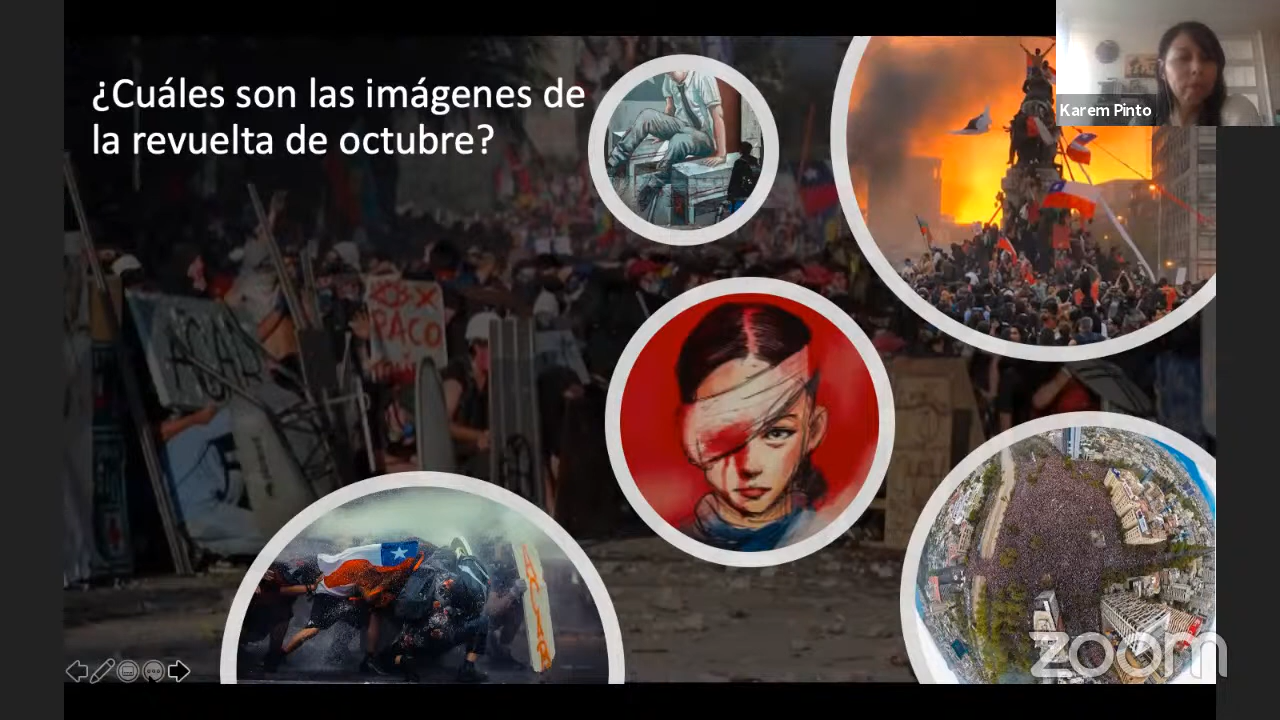 ¿Cuáles son las imágenes de
la revuelta de octubre?
Karem Pinto
PACO
zoom